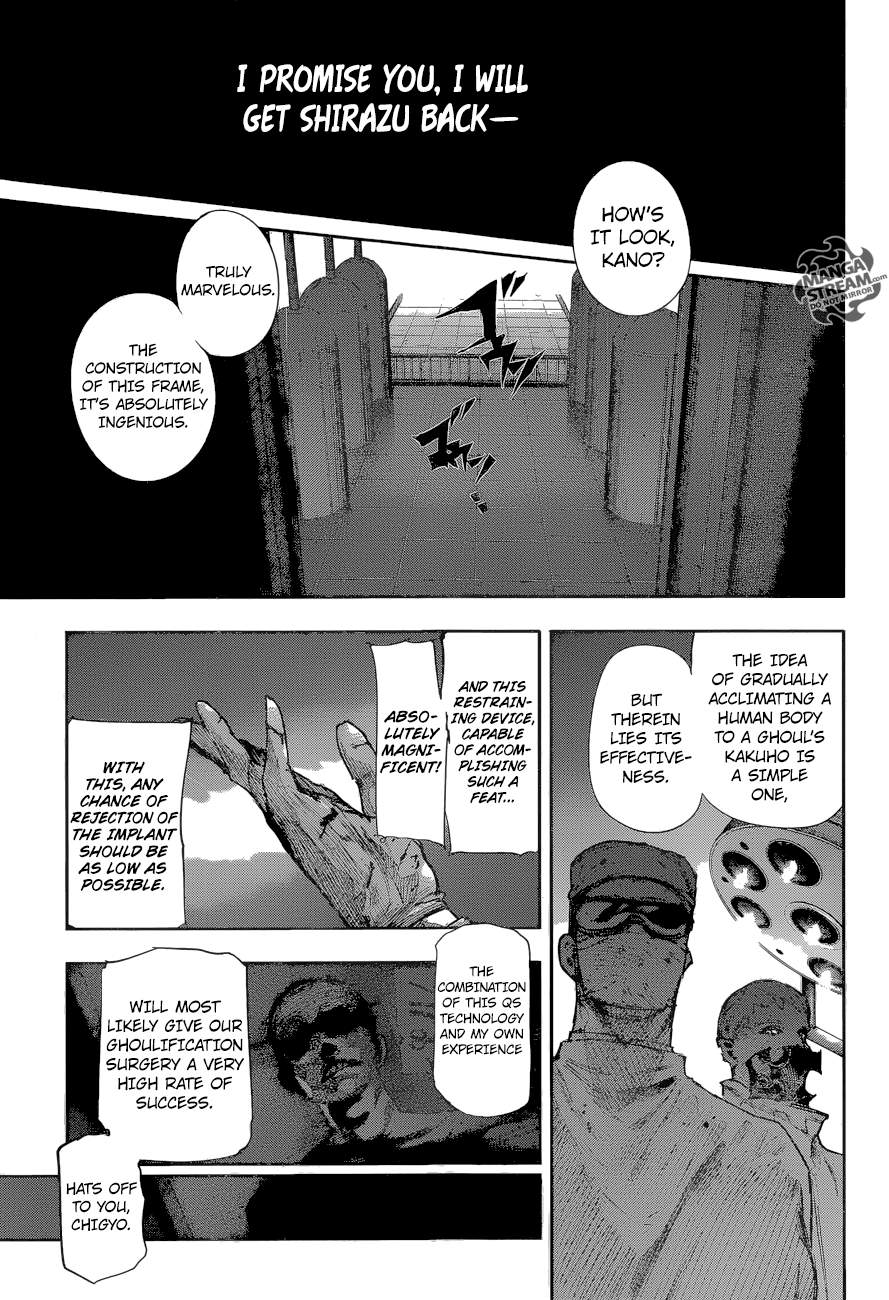 I PROMISE YOU, I WILL
GET SHIRAZU BACK—
HOW'S
IT LOOK,
KANO?
MANGA
STREAM.com
DO NOT MIRROR
TRULY
MARVELOUS.
THE
CONSTRUCTION
OF THIS FRAME,
IT'S ABSOLUTELY
INGENIOUS.
THE IDEA
OF GRADUALLY
ACCLIMATING A
HUMAN BODY
TO A GHOUL'S
KAKUHO IS
A SIMPLE
ONE,
BUT
THEREIN
LIES ITS
EFFECTIVE-
NESS.
AND THIS
RESTRAIN-
ING DEVICE,
CAPABLE
OF ACCOM-
PLISHING
SUCH A
FEAT...
ABSO-
LUTELY
MAGNI-
FICENT!
WITH
THIS, ANY
CHANCE OF
REJECTION OF
THE IMPLANT
SHOULD BE
AS LOW AS
POSSIBLE.
THE
COMBINATION
OF THIS QS
TECHNOLOGY
AND MY OWN
EXPERIENCE
WILL MOST
LIKELY GIVE OUR
GHOULIFICATION
SURGERY A VERY
HIGH RATE OF
SUCCESS.
HATS OFF
TO YOU,
CHIGYO.